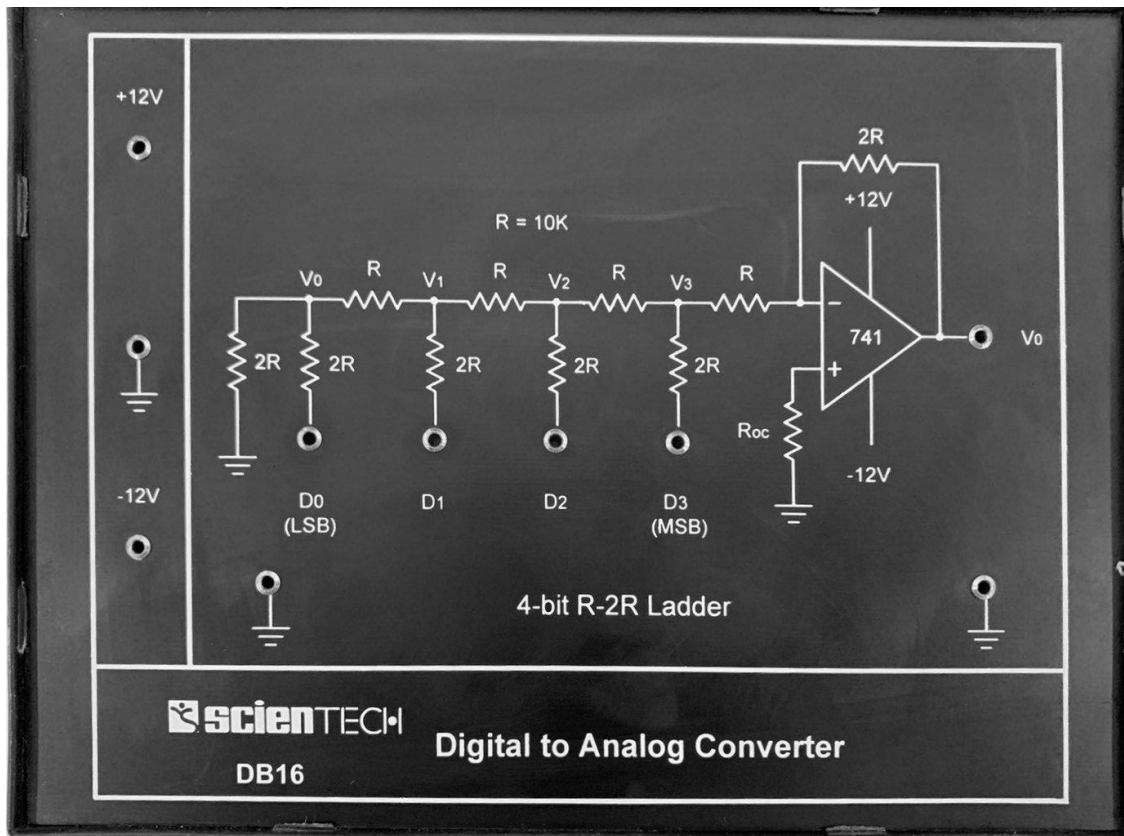 +12V
-12V
R = 10K
2R
+12V
V0
R
V1
R
V2
R
V3
R
-
741
+
V0
2R
2R
2R
2R
2R
Roc
-12V
D0
(LSB)
D1
D2
D3
(MSB)
4-bit R-2R Ladder
scienTECH
DB16
Digital to Analog Converter